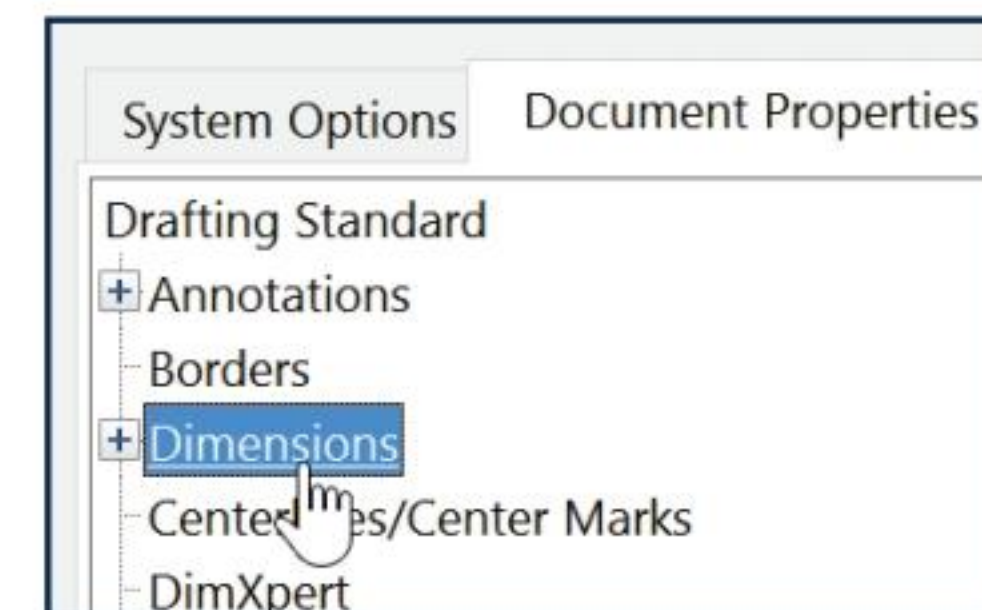 System Options Document Properties
Drafting Standard
Annotations
Borders
Dimensions
/Center Marks
DimXpert